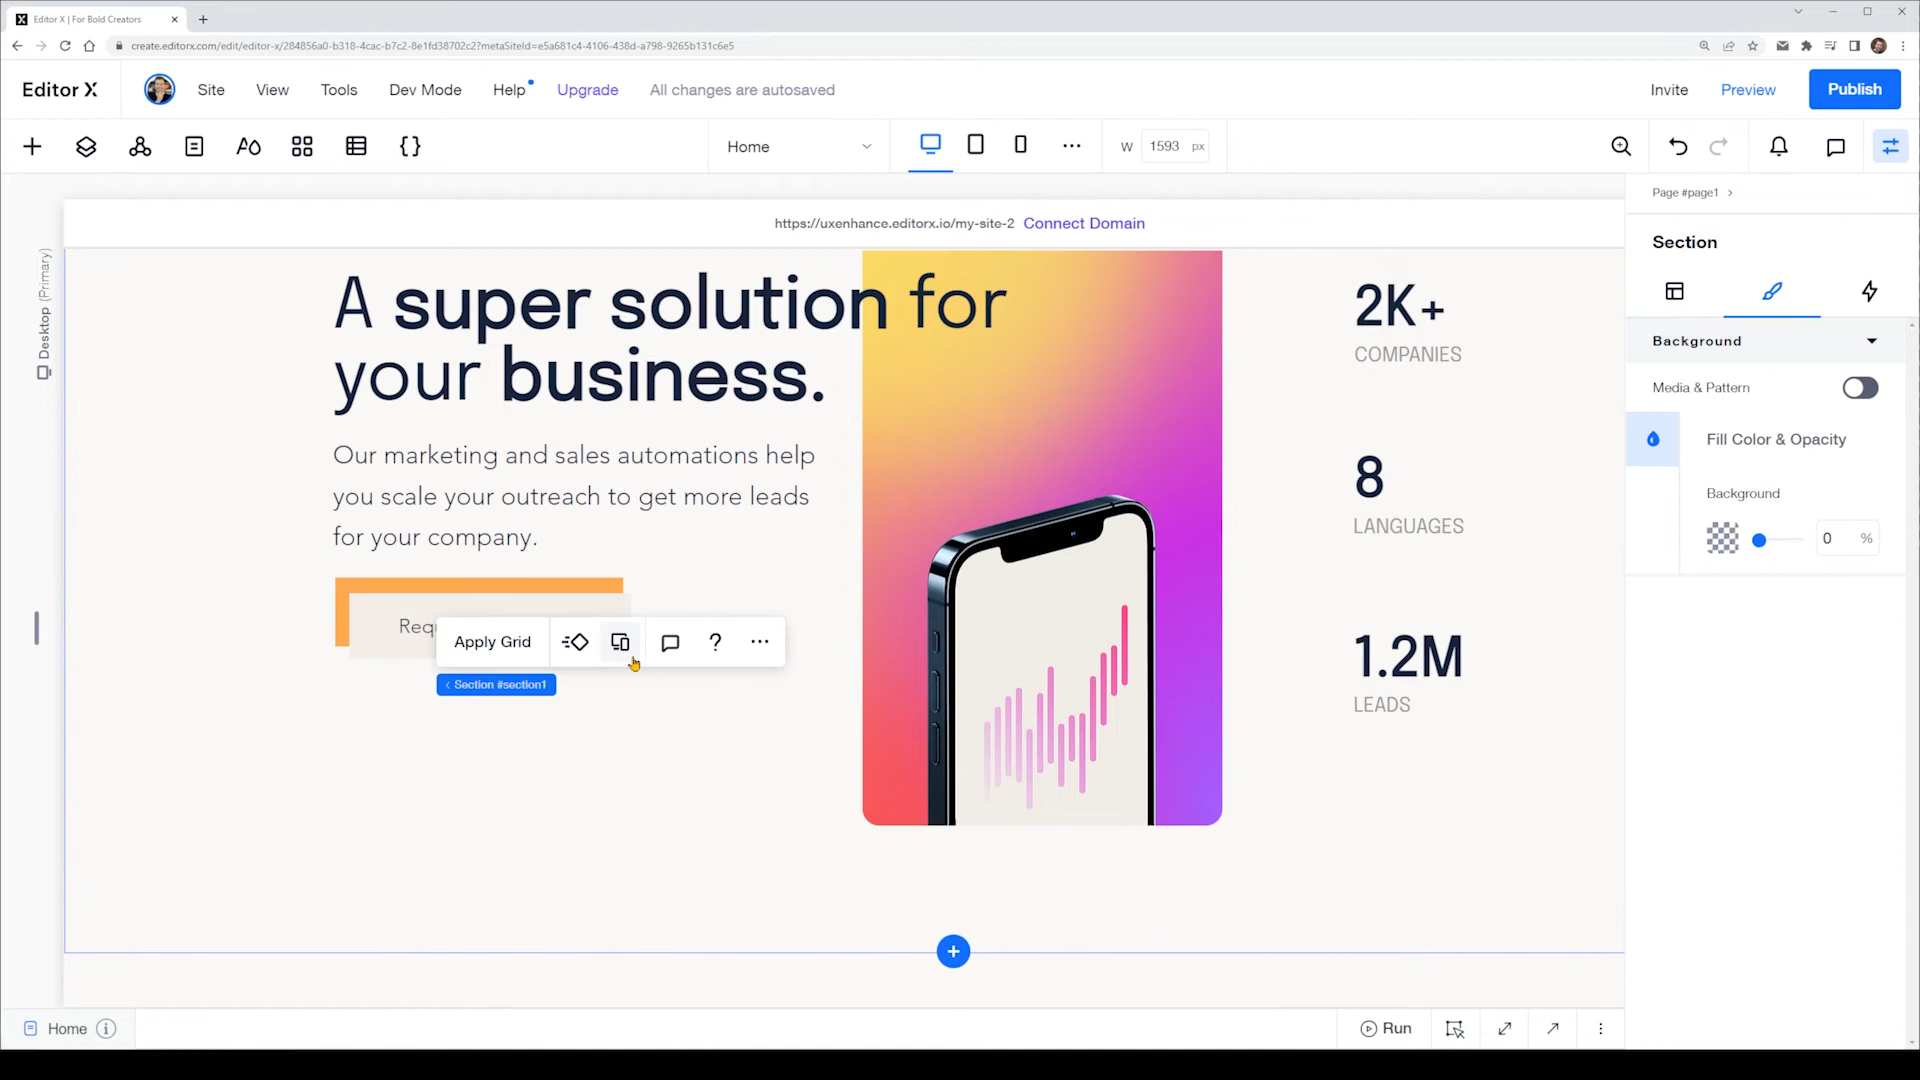 Editor X | For Bold Creators
create.editorx.com/edit/editor-x/284856a0-b318-4cac-b7c2-8e1fd38702c2?metaSiteId=e5a681c4-4106-438d-a798-9265b131c6e5
Editor X
Site
View
Tools
Dev Mode
Help
Upgrade
All changes are autosaved
Invite
Preview
Publish
Home
W
1593
px
Page #page1
https://uxenhance.editorx.io/my-site-2 Connect Domain
Section
Desktop (Primary)
A super solution for
your business.
Our marketing and sales automations help
you scale your outreach to get more leads
for your company.
Requ
Apply Grid
?
Section #section1
2K+
COMPANIES
8
LANGUAGES
1.2M
LEADS
Background
Media & Pattern
Fill Color & Opacity
Background
0 %
Home
Run